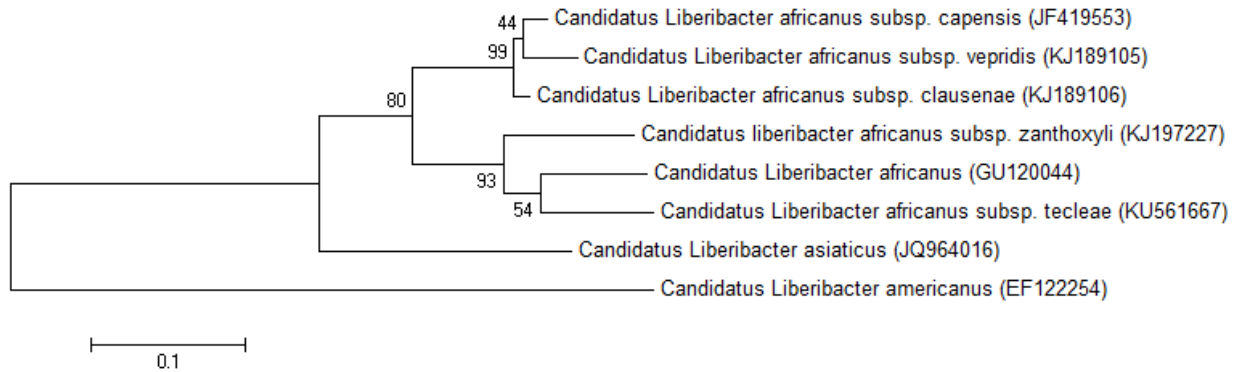 44
Candidatus Liberibacter africanus subsp. capensis (JF419553)
99
Candidatus Liberibacter africanus subsp. vepridis (KJ189105)
80
Candidatus Liberibacter africanus subsp. clausenae (KJ189106)
Candidatus liberibacter africanus subsp. zanthoxyli (KJ197227)
93
Candidatus Liberibacter africanus (GU120044)
54
Candidatus Liberibacter africanus subsp. tecleae (KU561667)
Candidatus Liberibacter asiaticus (JQ964016)
Candidatus Liberibacter americanus (EF122254)
0.1